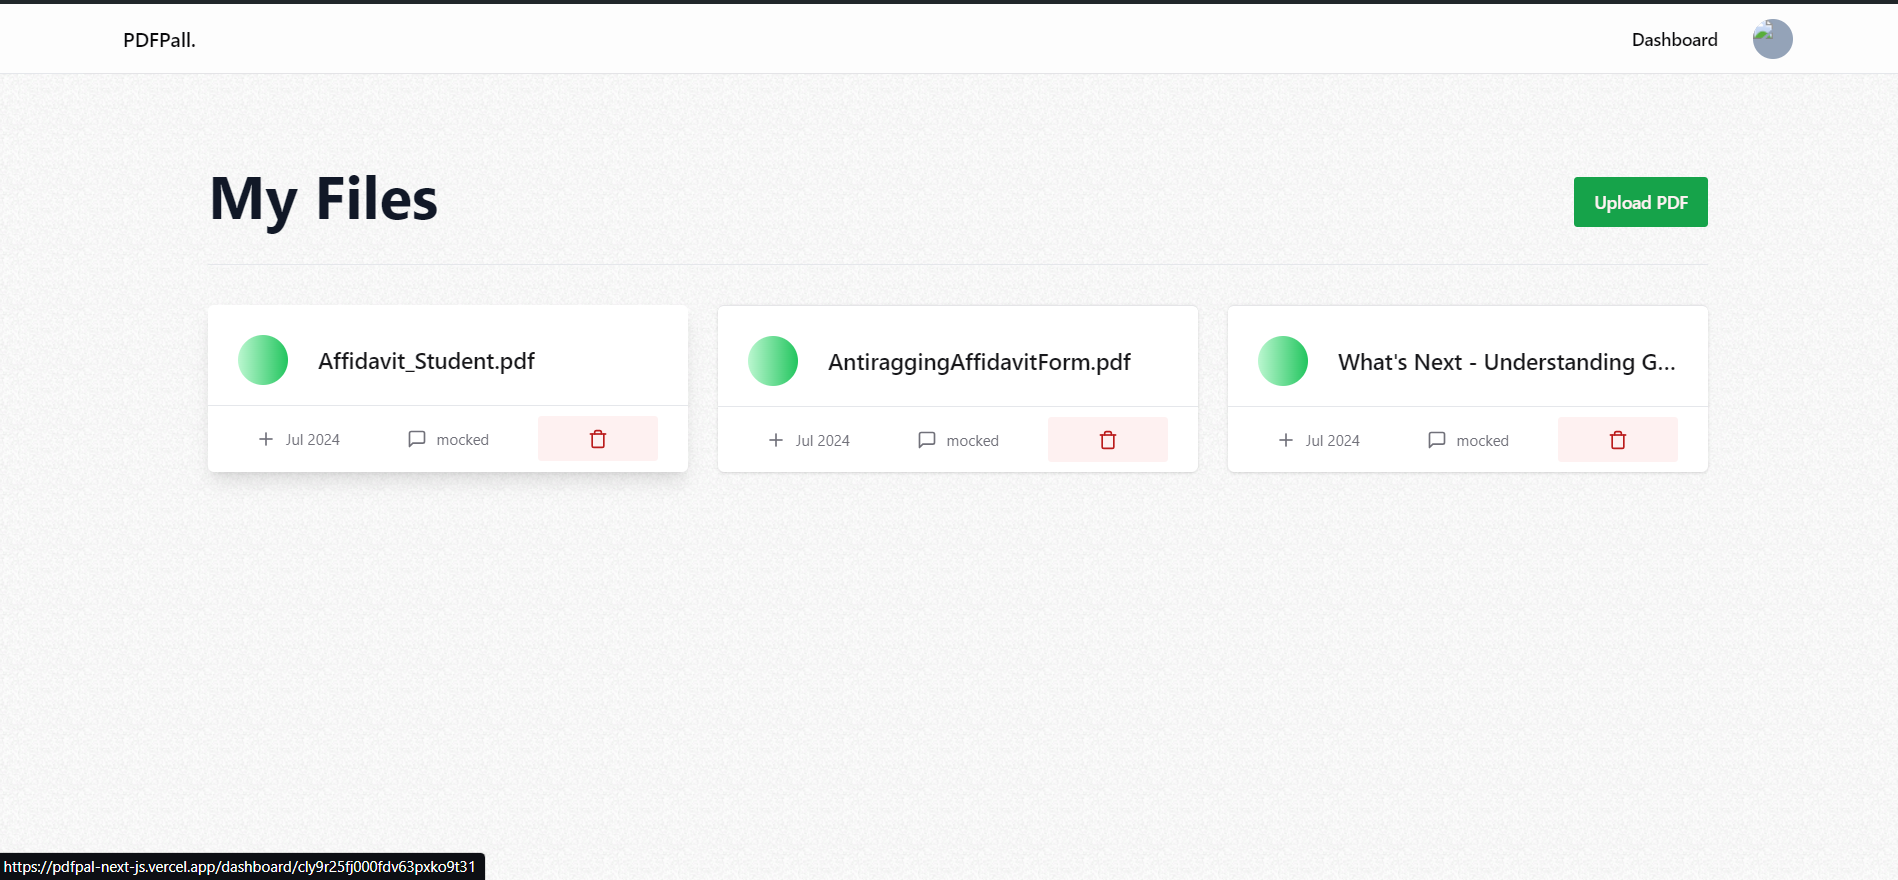 PDFPall.
Dashboard
My Files
Upload PDF
Affidavit_Student.pdf
Jul 2024
mocked
AntiraggingAffidavitForm.pdf
Jul 2024
mocked
What's Next - Understanding G...
Jul 2024
mocked
https://pdfpal-next-js.vercel.app/dashboard/cly9r25fj000fdv63pxko9t31